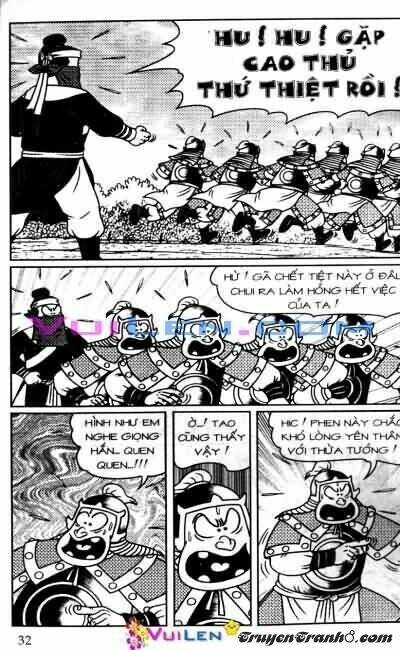 HU! HU! GẶP
CAO THỦ
THỨ THIỆT RỒI!
HỪ! GÃ CHẾT TIỆT NÀY Ở ĐÂU
CHUI RA LÀM HỎNG HẾT VIỆC
CỦA TA!
VUILEN.COM
HÌNH NHƯ EM
NGHE GIỌNG
HẮN... QUEN
QUEN...!!!
Ờ...! TAO
CŨNG THẤY
VẬY!
HIC! PHEN NÀY CHẮC
KHÓ LÒNG YÊN THÂN
VỚI THỪA TƯỚNG!
32
VUILEN
TruyenTranh8.com